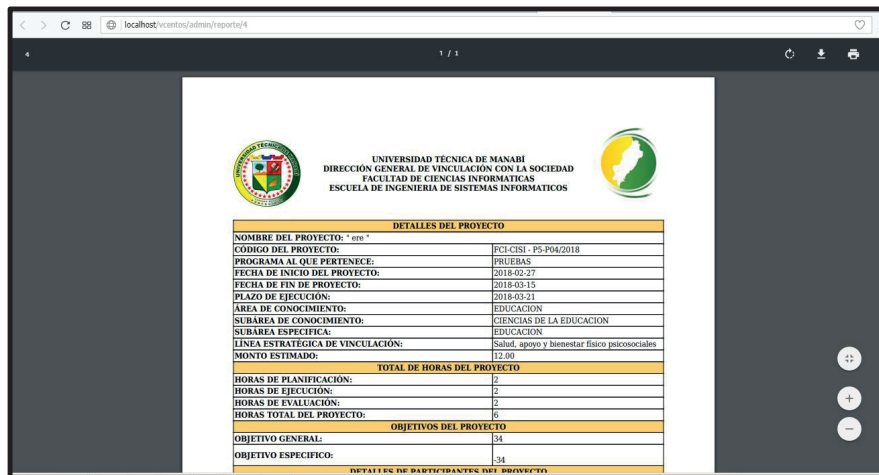 localhost/vcentos/admin/reporte/4
4
1 / 1
UNIVERSIDAD TÉCNICA DE MANABÍ
DIRECCIÓN GENERAL DE VINCULACIÓN CON LA SOCIEDAD
FACULTAD DE CIENCIAS INFORMATICAS
ESCUELA DE INGENIERIA DE SISTEMAS INFORMATICOS
DETALLES DEL PROYECTO
NOMBRE DEL PROYECTO: " ere "
CÓDIGO DEL PROYECTO: FCI-CISI - P5-P04/2018
PROGRAMA AL QUE PERTENECE: PRUEBAS
FECHA DE INICIO DEL PROYECTO: 2018-02-27
FECHA DE FIN DE PROYECTO: 2018-03-15
PLAZO DE EJECUCIÓN: 2018-03-21
ÁREA DE CONOCIMIENTO: EDUCACION
SUBÁREA DE CONOCIMIENTO: CIENCIAS DE LA EDUCACION
SUBÁREA ESPECIFICA: EDUCACION
LÍNEA ESTRATÉGICA DE VINCULACIÓN: Salud, apoyo y bienestar físico psicosociales
MONTO ESTIMADO: 12.00
TOTAL DE HORAS DEL PROYECTO
HORAS DE PLANIFICACIÓN: 2
HORAS DE EJECUCIÓN: 2
HORAS DE EVALUACIÓN: 2
HORAS TOTAL DEL PROYECTO: 6
OBJETIVOS DEL PROYECTO
OBJETIVO GENERAL: 34
OBJETIVO ESPECIFICO: -34
DETALLES DE PARTICIPANTES DEL PROYECTO